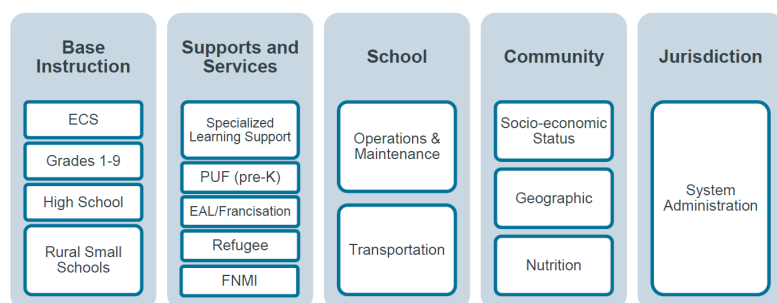 Base
Instruction
ECS
Grades 1-9
High School
Rural Small
Schools
Supports and
Services
Specialized
Learning Support
PUF (pre-K)
EAL/Francisation
Refugee
FNMI
School
Operations &
Maintenance
Transportation
Community
Socio-economic
Status
Geographic
Nutrition
Jurisdiction
System
Administration